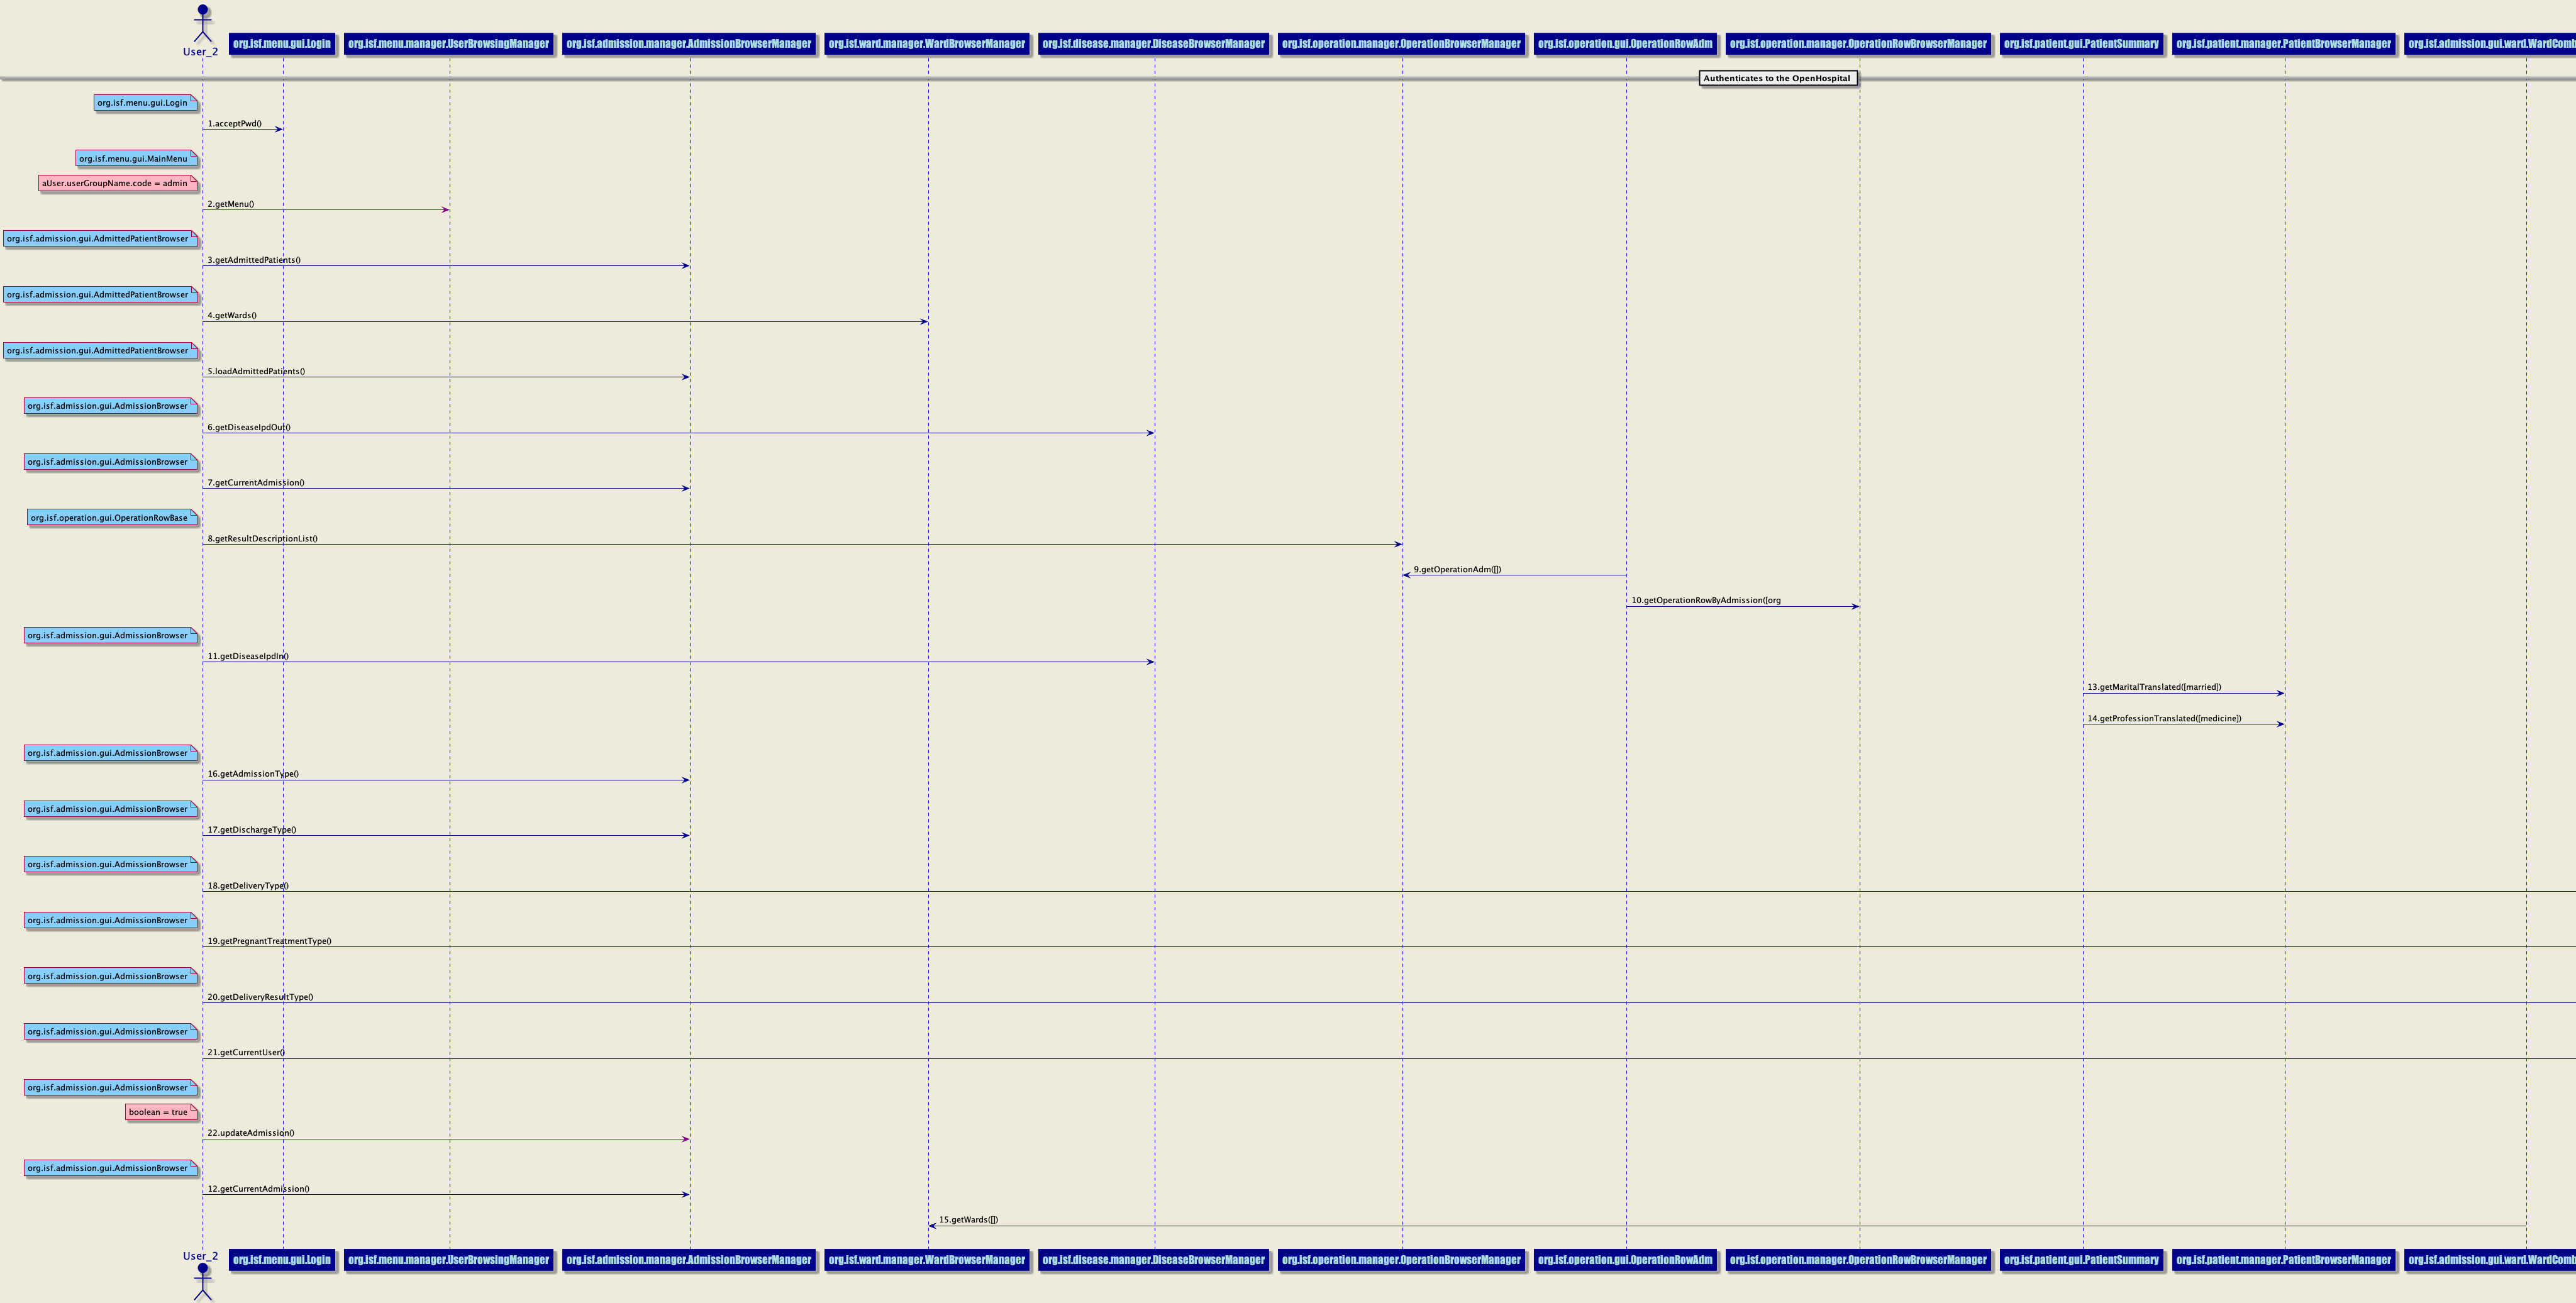 User_2
org.isf.menu.gui.Login
org.isf.menu.manager.UserBrowsingManager
org.isf.admission.manager.AdmissionBrowserManager
org.isf.ward.manager.WardBrowserManager
org.isf.disease.manager.DiseaseBrowserManager
org.isf.operation.manager.OperationBrowserManager
org.isf.operation.gui.OperationRowAdm
org.isf.operation.manager.OperationRowBrowserManager
org.isf.patient.gui.PatientSummary
org.isf.patient.manager.PatientBrowserManager
org.isf.admission.gui.ward.WardComb
Authenticates to the OpenHospital
org.isf.menu.gui.Login
1.acceptPwd()
org.isf.menu.gui.MainMenu
aUser.userGroupName.code = admin
2.getMenu()
org.isf.admission.gui.AdmittedPatientBrowser
3.getAdmittedPatients()
org.isf.admission.gui.AdmittedPatientBrowser
4.getWards()
org.isf.admission.gui.AdmittedPatientBrowser
5.loadAdmittedPatients()
org.isf.admission.gui.AdmissionBrowser
6.getDiseaseIpdOut()
org.isf.admission.gui.AdmissionBrowser
7.getCurrentAdmission()
org.isf.operation.gui.OperationRowBase
8.getResultDescriptionList()
9.getOperationAdm([])
10.getOperationRowByAdmission([org
org.isf.admission.gui.AdmissionBrowser
11.getDiseaseIpdIn()
13.getMaritalTranslated([married])
14.getProfessionTranslated([medicine])
org.isf.admission.gui.AdmissionBrowser
16.getAdmissionType()
org.isf.admission.gui.AdmissionBrowser
17.getDischargeType()
org.isf.admission.gui.AdmissionBrowser
18.getDeliveryType()
org.isf.admission.gui.AdmissionBrowser
19.getPregnantTreatmentType()
org.isf.admission.gui.AdmissionBrowser
20.getDeliveryResultType()
org.isf.admission.gui.AdmissionBrowser
21.getCurrentUser()
org.isf.admission.gui.AdmissionBrowser
boolean = true
22.updateAdmission()
org.isf.admission.gui.AdmissionBrowser
12.getCurrentAdmission()
15.getWards([])
User_2
org.isf.menu.gui.Login
org.isf.menu.manager.UserBrowsingManager
org.isf.admission.manager.AdmissionBrowserManager
org.isf.ward.manager.WardBrowserManager
org.isf.disease.manager.DiseaseBrowserManager
org.isf.operation.manager.OperationBrowserManager
org.isf.operation.gui.OperationRowAdm
org.isf.operation.manager.OperationRowBrowserManager
org.isf.patient.gui.PatientSummary
org.isf.patient.manager.PatientBrowserManager
org.isf.admission.gui.ward.WardComb